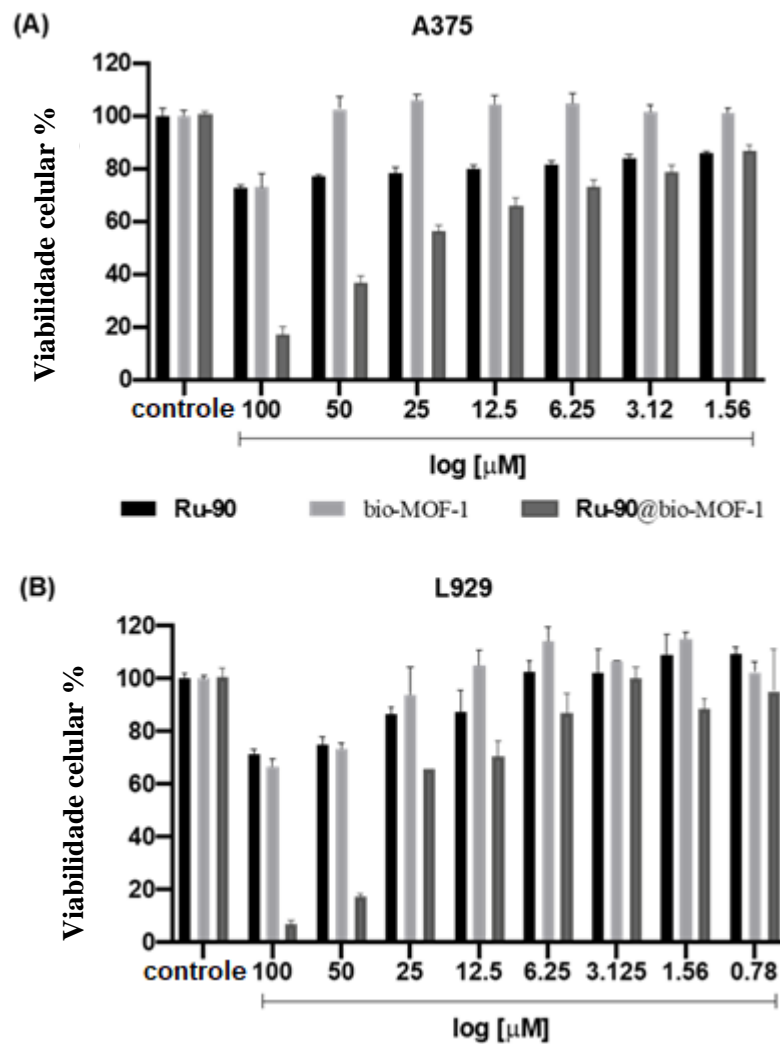 (A)
A375
Viabilidade celular %
120
100
80
60
40
20
0
controle 100 50 25 12.5 6.25 3.12 1.56
log [µM]
Ru-90 bio-MOF-1 Ru-90@bio-MOF-1
(B)
L929
Viabilidade celular %
120
100
80
60
40
20
0
controle 100 50 25 12.5 6.25 3.125 1.56 0.78
log [µM]